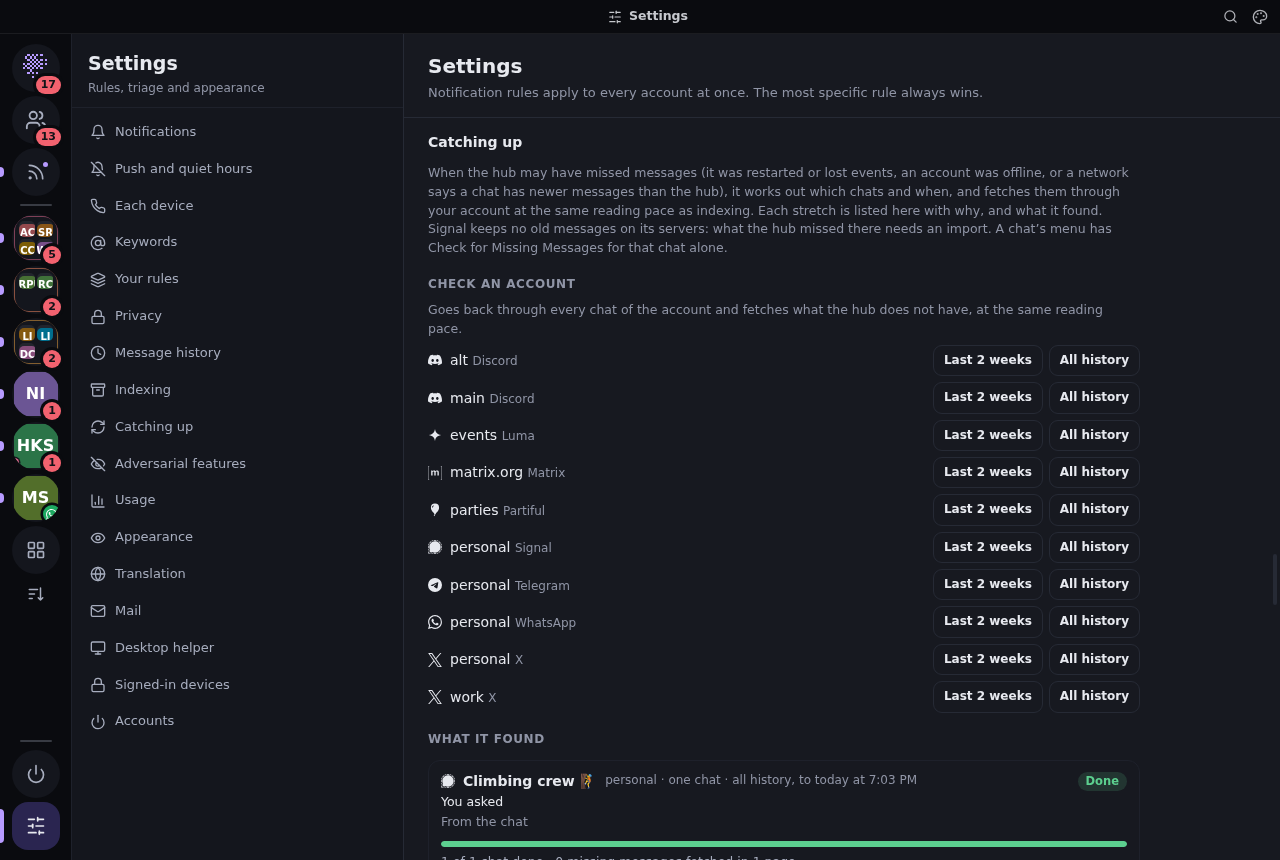 Settings
17
13
AC SR
CC
5
RP RC
2
LI LI
DC
2
NI
1
HKS
1
MS
Settings
Rules, triage and appearance
Notifications
Push and quiet hours
Each device
Keywords
Your rules
Privacy
Message history
Indexing
Catching up
Adversarial features
Usage
Appearance
Translation
Mail
Desktop helper
Signed-in devices
Accounts
Settings
Notification rules apply to every account at once. The most specific rule always wins.
Catching up
When the hub may have missed messages (it was restarted or lost events, an account was offline, or a network
says a chat has newer messages than the hub), it works out which chats and when, and fetches them through
your account at the same reading pace as indexing. Each stretch is listed here with why, and what it found.
Signal keeps no old messages on its servers: what the hub missed there needs an import. A chat’s menu has
Check for Missing Messages for that chat alone.
CHECK AN ACCOUNT
Goes back through every chat of the account and fetches what the hub does not have, at the same reading
pace.
alt Discord Last 2 weeks All history
main Discord Last 2 weeks All history
events Luma Last 2 weeks All history
matrix.org Matrix Last 2 weeks All history
parties Partiful Last 2 weeks All history
personal Signal Last 2 weeks All history
personal Telegram Last 2 weeks All history
personal WhatsApp Last 2 weeks All history
personal X Last 2 weeks All history
work X Last 2 weeks All history
WHAT IT FOUND
Climbing crew 🧗 personal · one chat · all history, to today at 7:03 PM Done
You asked
From the chat
1 of 1 chat done · 0 missing messages fetched in 1 page